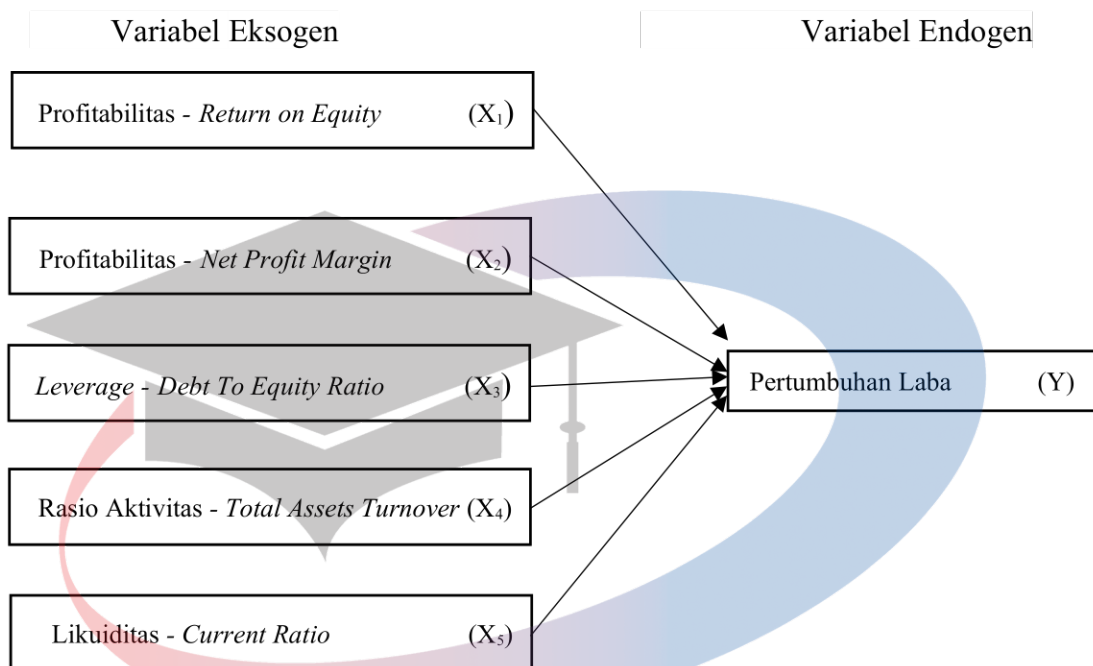 Variabel Eksogen Variabel Endogen
Profitabilitas - Return on Equity (X₁)
Profitabilitas - Net Profit Margin (X₂)
Leverage - Debt To Equity Ratio (X₃)
Pertumbuhan Laba (Y)
Rasio Aktivitas - Total Assets Turnover (X₄)
Likuiditas - Current Ratio (X₅)